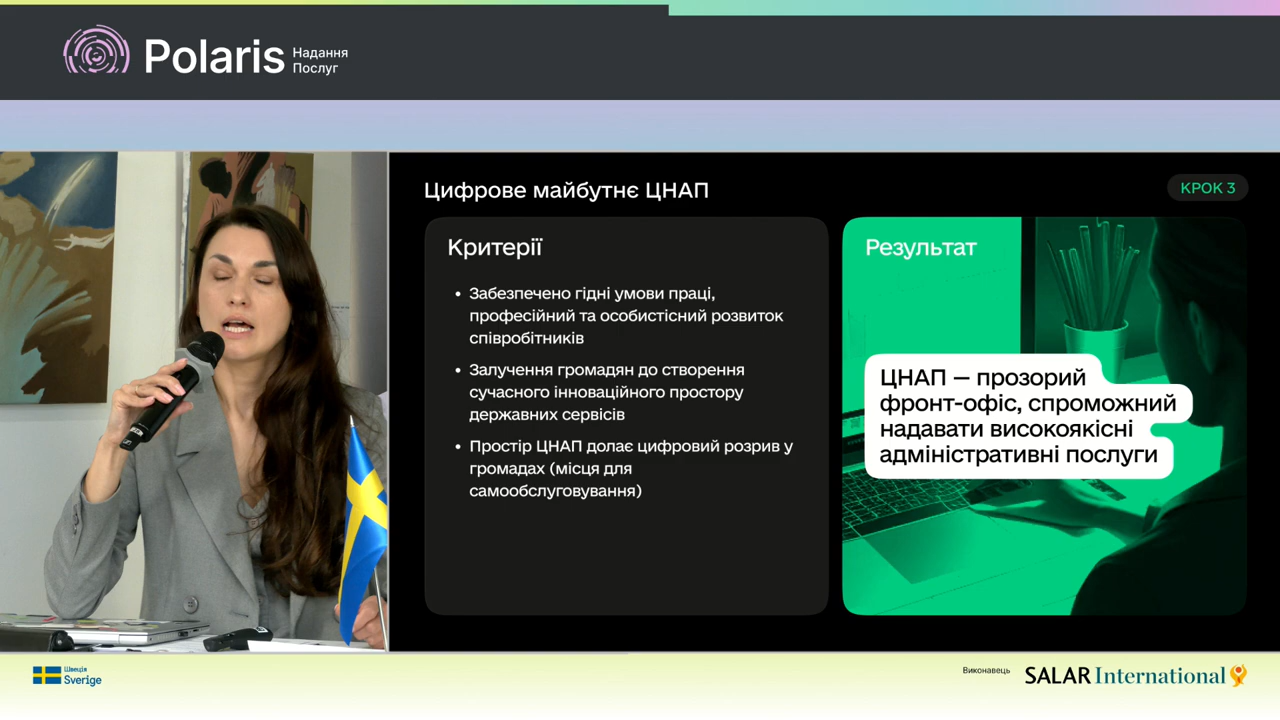 Polaris
Надання
Послуг
Цифрове майбутнє ЦНАП
КРОК 3
Критерії
• Забезпечено гідні умови праці,
професійний та особистісний розвиток
співробітників
• Залучення громадян до створення
сучасного інноваційного простору
державних сервісів
• Простір ЦНАП долає цифровий розрив у
громадах (місця для
самообслуговування)
Результат
ЦНАП — прозорий
фронт-офіс, спроможний
надавати високоякісні
адміністративні послуги
Швеція
Sverige
Виконавець
SALAR International